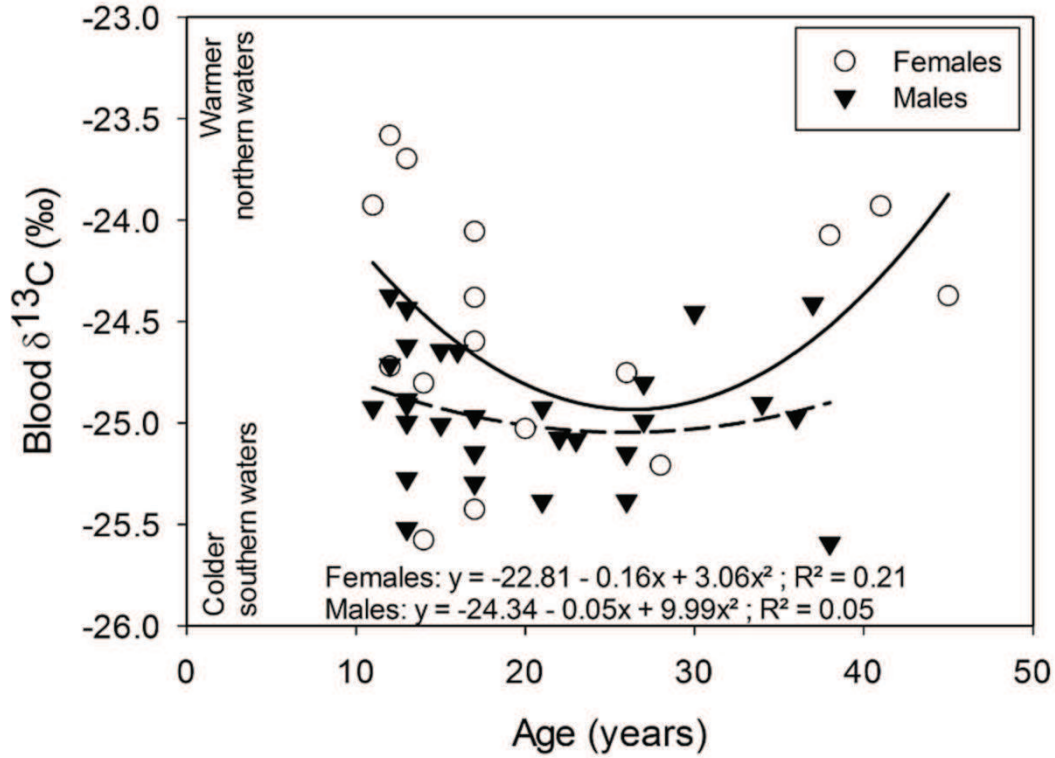 -23.0
-23.5
-24.0
-24.5
-25.0
-25.5
-26.0
Blood δ13C (‰)
Warmer
northern waters
Colder
southern waters
Females
Males
Females: y = -22.81 - 0.16x + 3.06x² ; R² = 0.21
Males: y = -24.34 - 0.05x + 9.99x² ; R² = 0.05
0 10 20 30 40 50
Age (years)